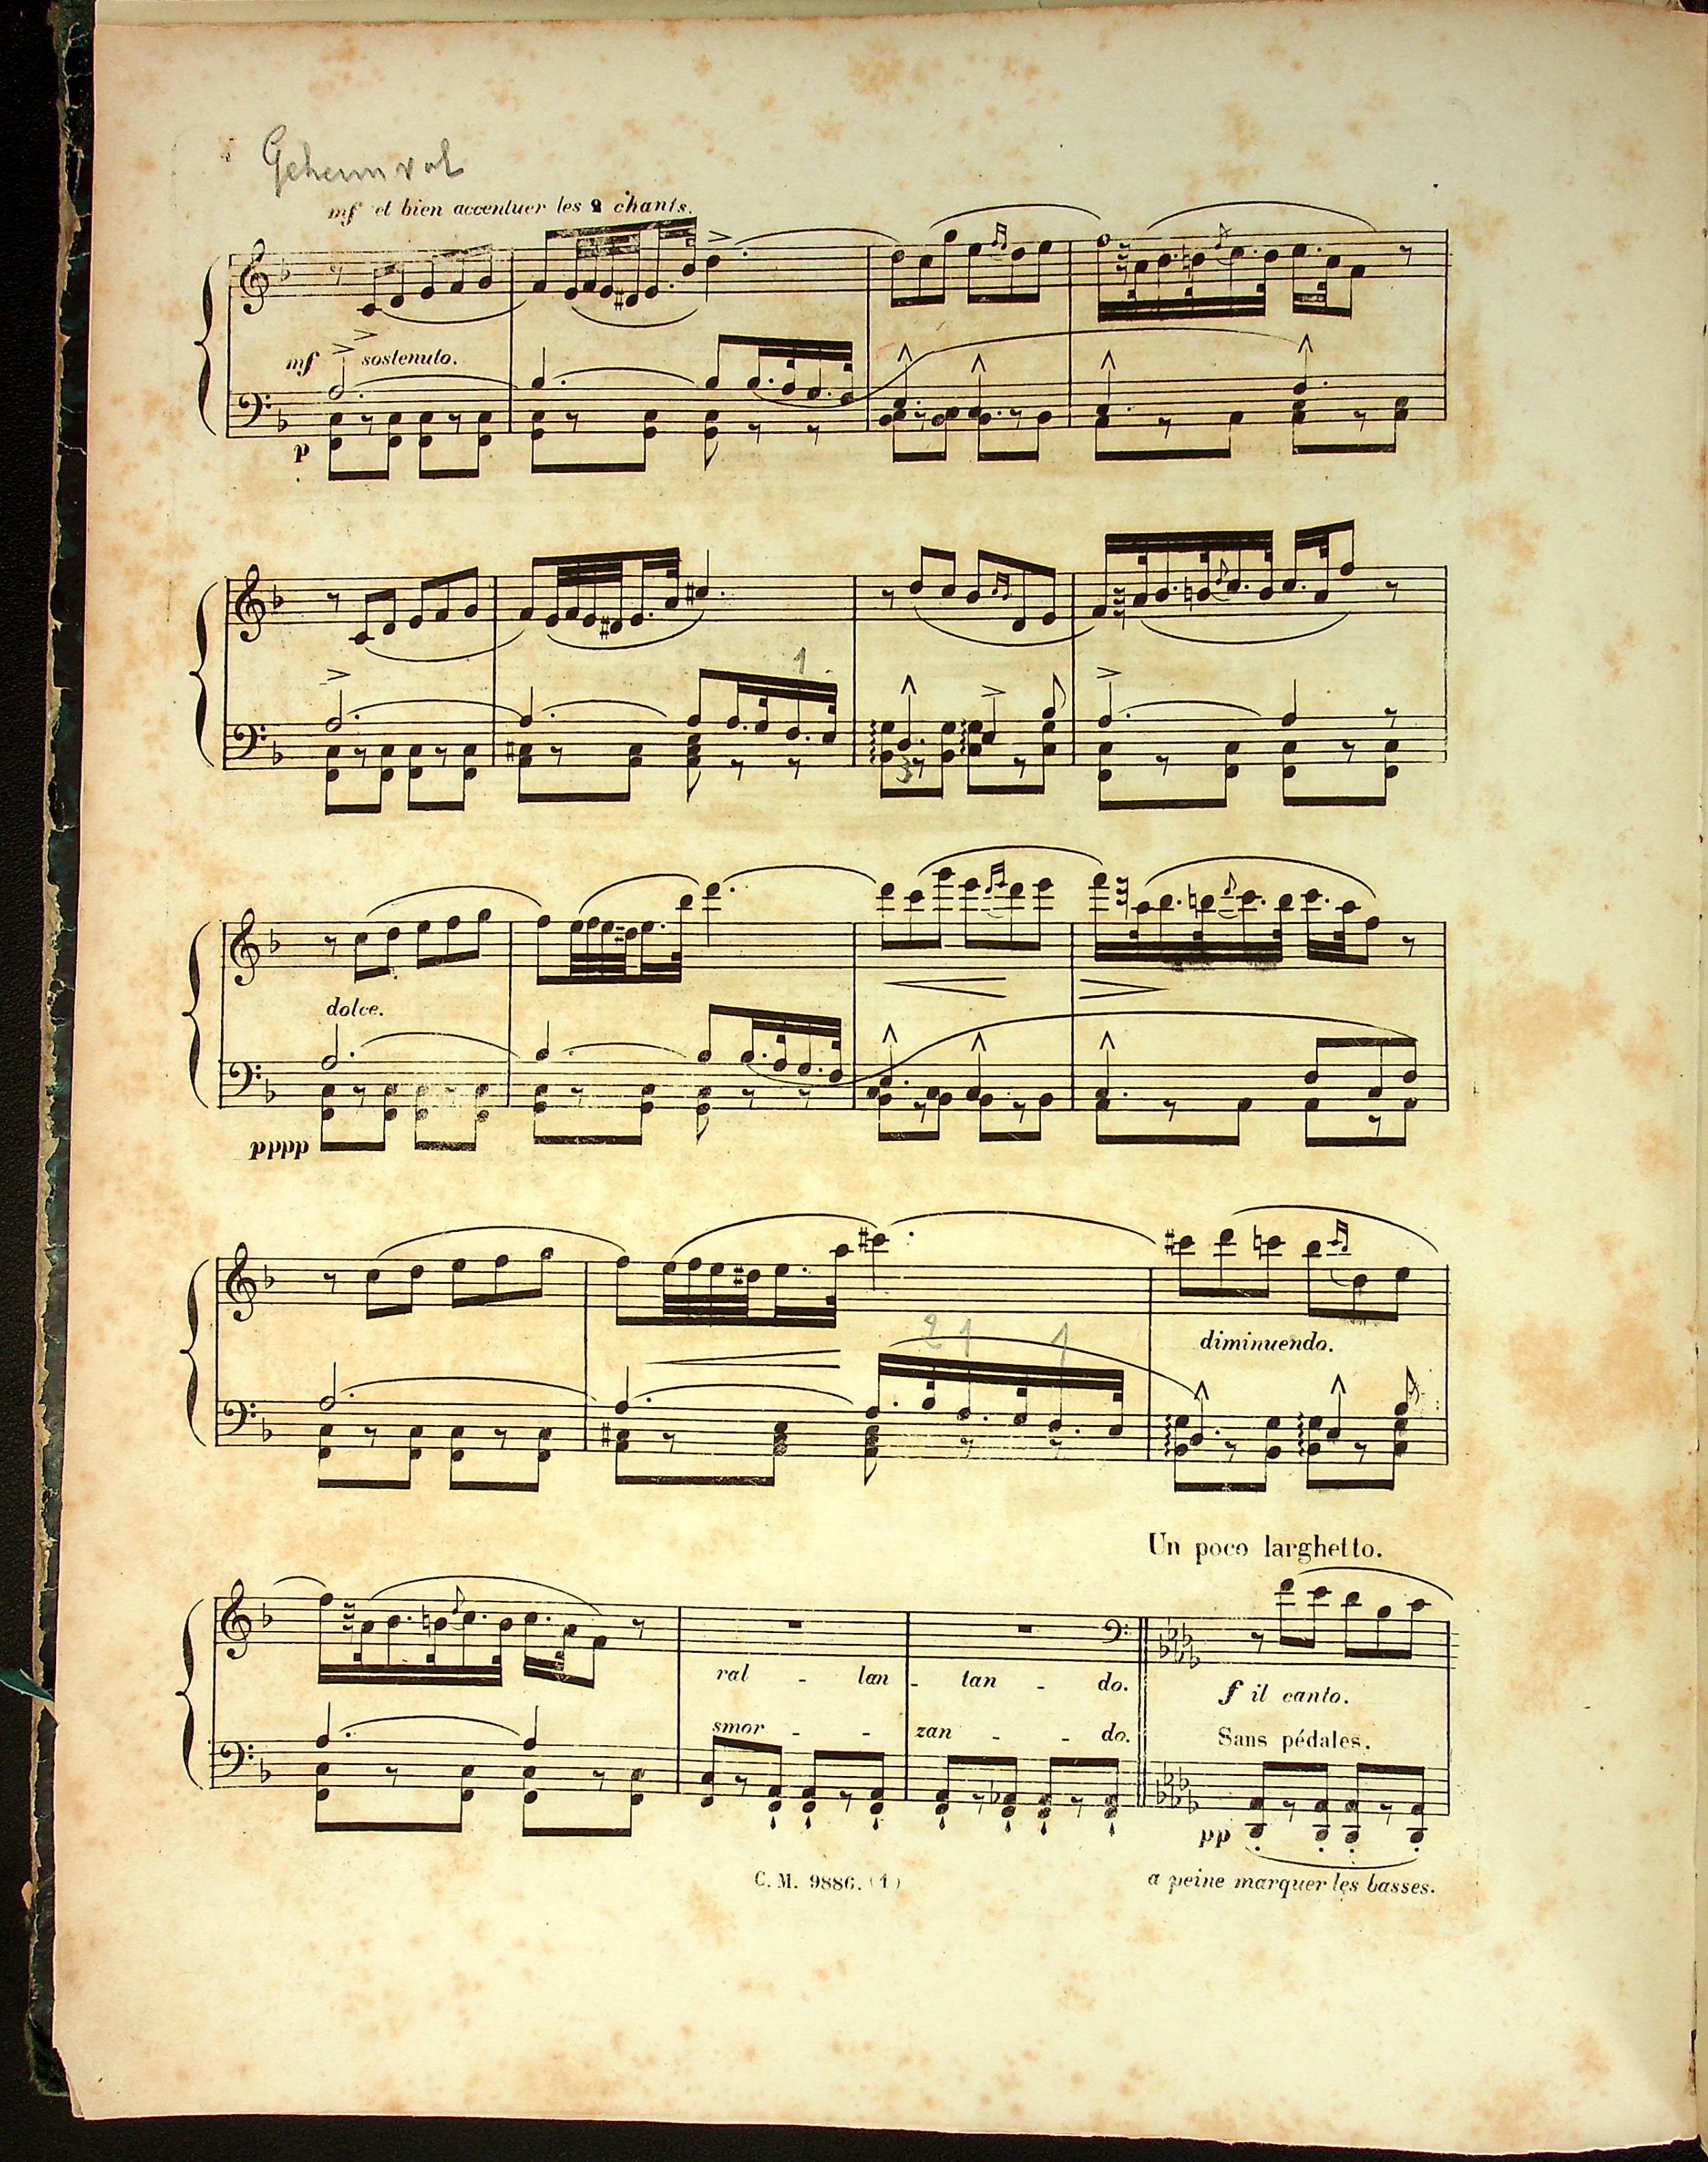 mf et bien accentuer les 2 chants.
mf sostenuto.
p
1
3
dolce.
pppp
2 1 1
diminuendo.
Un poco larghetto.
ral - lan - tan - do.
f il canto.
smor - - zan - - do.
Sans pédales.
pp
C. M. 9886. (1)
a peine marquer les basses.